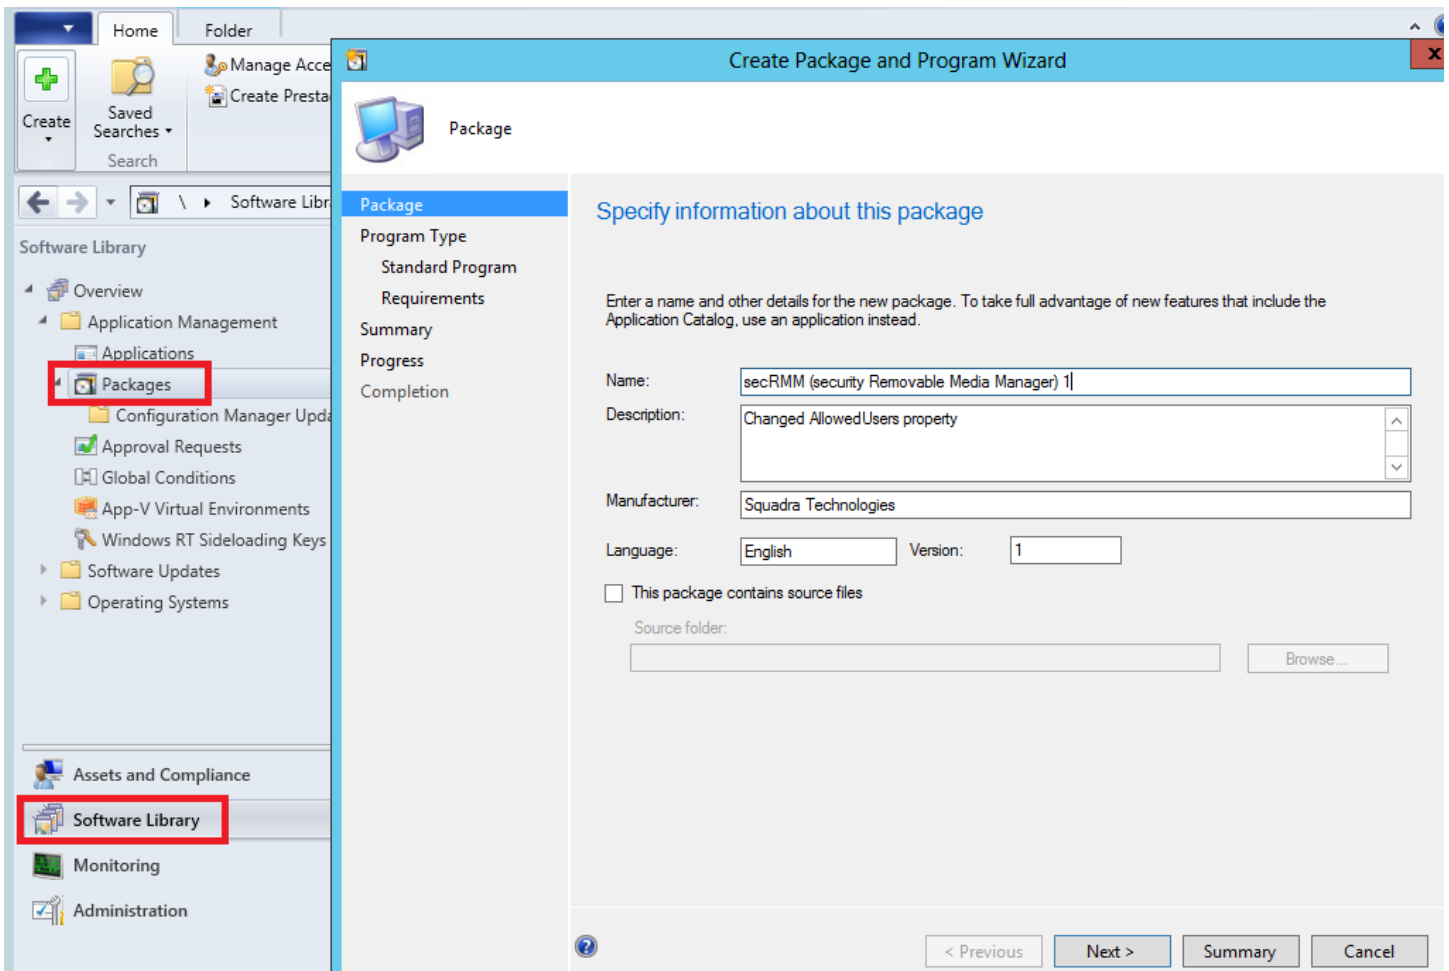 Home
Folder
Create
Saved
Searches
Search
Manage Acce
Create Presta
\ Software Libr
Software Library
Overview
Application Management
Applications
Packages
Configuration Manager Upda
Approval Requests
Global Conditions
App-V Virtual Environments
Windows RT Sideloading Keys
Software Updates
Operating Systems
Assets and Compliance
Software Library
Monitoring
Administration
Create Package and Program Wizard
x
Package
Package
Program Type
Standard Program
Requirements
Summary
Progress
Completion
Specify information about this package
Enter a name and other details for the new package. To take full advantage of new features that include the
Application Catalog, use an application instead.
Name: secRMM (security Removable Media Manager) 1
Description: Changed AllowedUsers property
Manufacturer: Squadra Technologies
Language: English Version: 1
This package contains source files
Source folder:
Browse...
?
< Previous Next > Summary Cancel